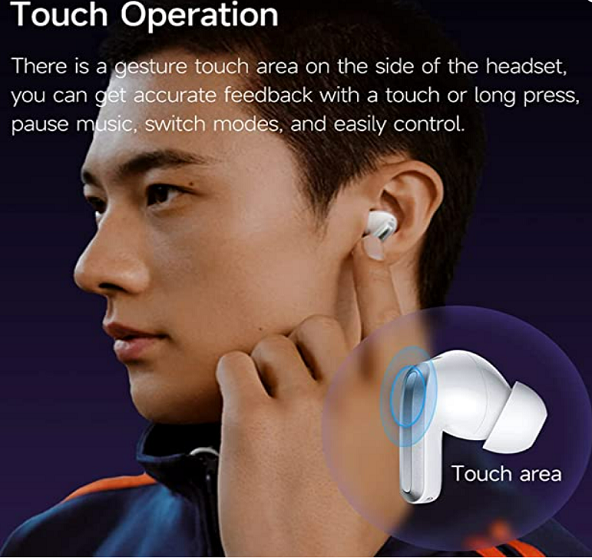 Touch Operation
There is a gesture touch area on the side of the headset,
you can get accurate feedback with a touch or long press,
pause music, switch modes, and easily control.
Touch area